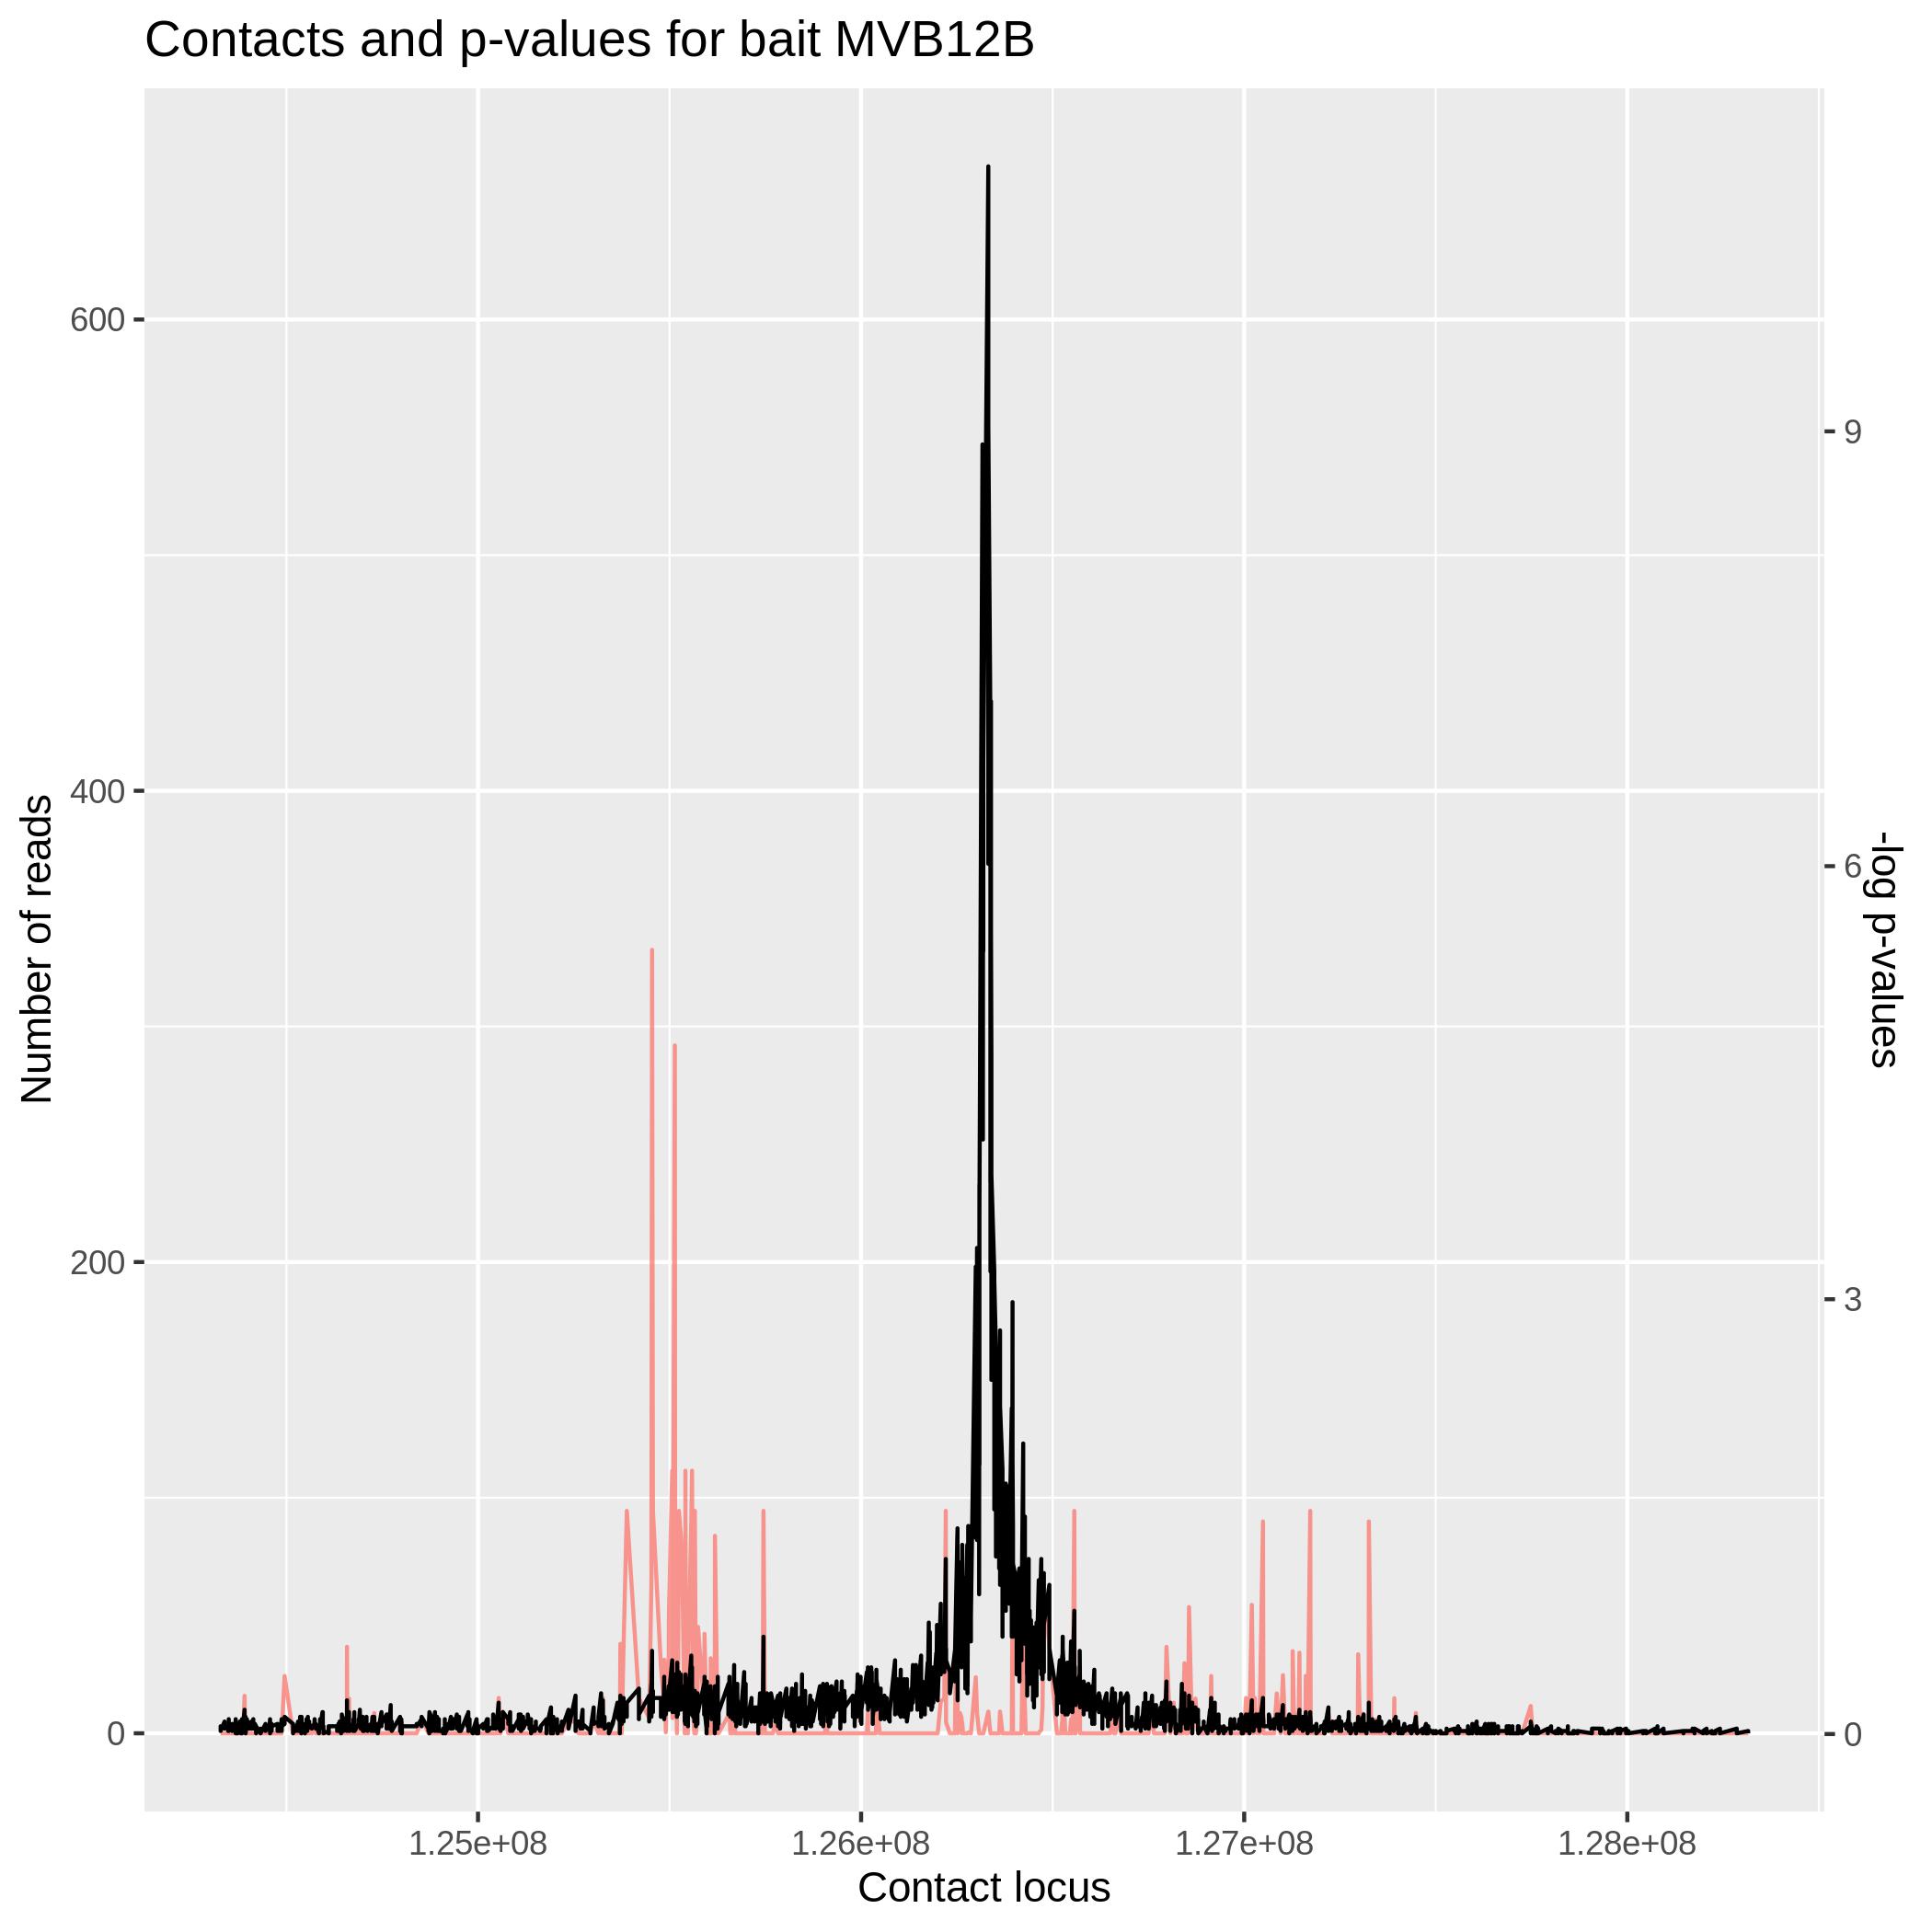 Contacts and p-values for bait MVB12B
600
400
200
0
Number of reads
9
6
3
0
-log p-values
1.25e+08
1.26e+08
1.27e+08
1.28e+08
Contact locus